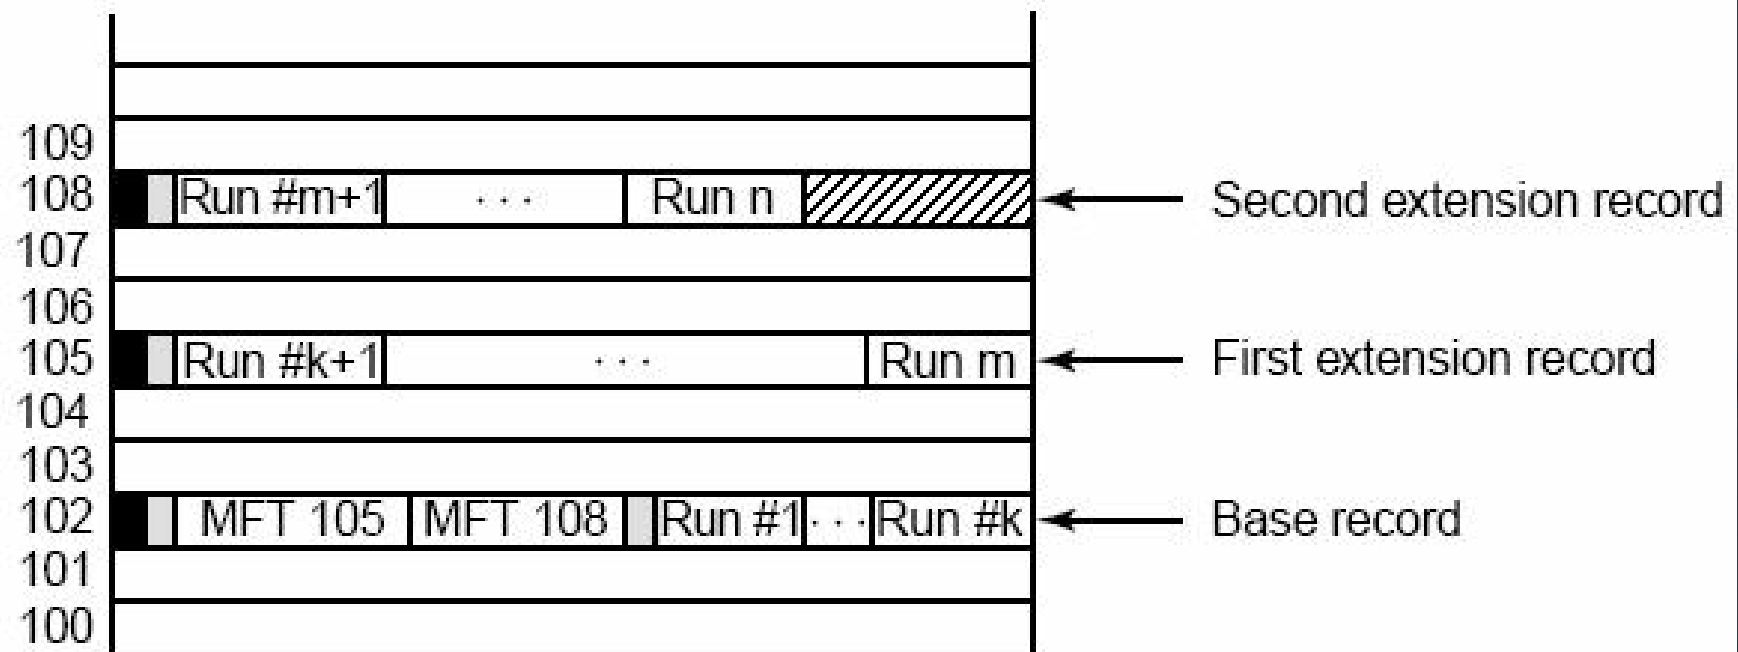 109
108 Run #m+1 ... Run n Second extension record
107
106
105 Run #k+1 ... Run m First extension record
104
103
102 MFT 105 MFT 108 Run #1 ... Run #k Base record
101
100